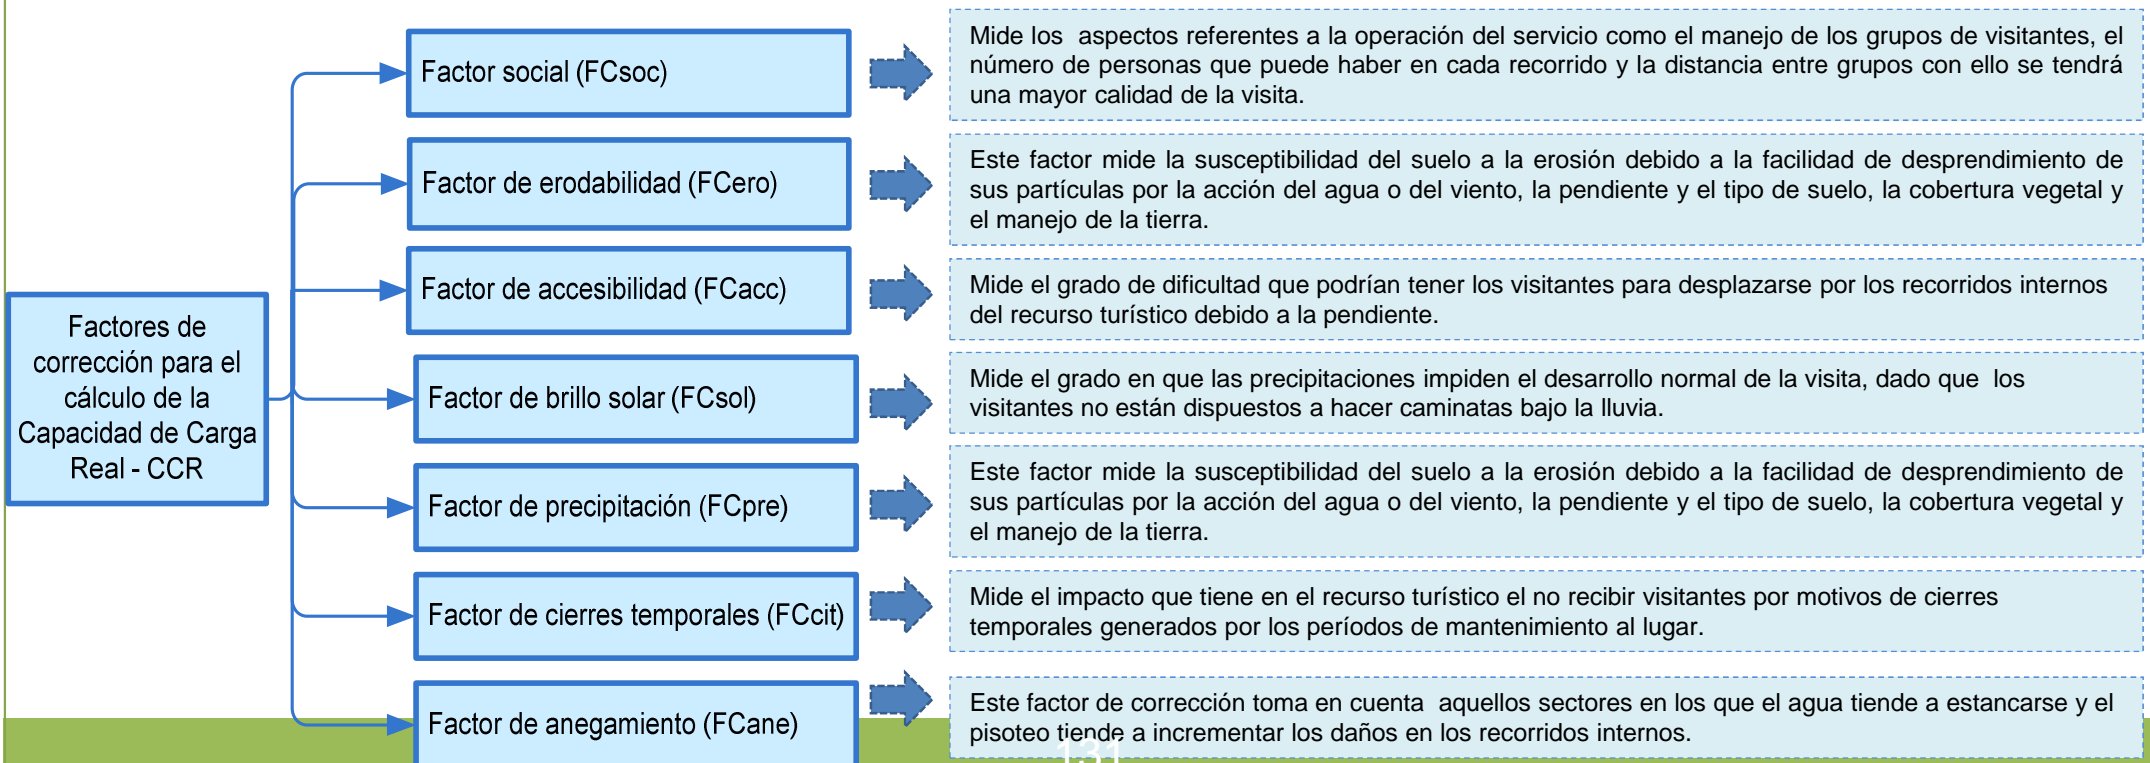 Factores de
corrección para el
cálculo de la
Capacidad de Carga
Real - CCR
Factor social (FCsoc)
Mide los aspectos referentes a la operación del servicio como el manejo de los grupos de visitantes, el
número de personas que puede haber en cada recorrido y la distancia entre grupos con ello se tendrá
una mayor calidad de la visita.
Factor de erodabilidad (FCero)
Este factor mide la susceptibilidad del suelo a la erosión debido a la facilidad de desprendimiento de
sus partículas por la acción del agua o del viento, la pendiente y el tipo de suelo, la cobertura vegetal y
el manejo de la tierra.
Factor de accesibilidad (FCacc)
Mide el grado de dificultad que podrían tener los visitantes para desplazarse por los recorridos internos
del recurso turístico debido a la pendiente.
Factor de brillo solar (FCsol)
Mide el grado en que las precipitaciones impiden el desarrollo normal de la visita, dado que los
visitantes no están dispuestos a hacer caminatas bajo la lluvia.
Factor de precipitación (FCpre)
Este factor mide la susceptibilidad del suelo a la erosión debido a la facilidad de desprendimiento de
sus partículas por la acción del agua o del viento, la pendiente y el tipo de suelo, la cobertura vegetal y
el manejo de la tierra.
Factor de cierres temporales (FCcit)
Mide el impacto que tiene en el recurso turístico el no recibir visitantes por motivos de cierres
temporales generados por los períodos de mantenimiento al lugar.
Factor de anegamiento (FCane)
Este factor de corrección toma en cuenta aquellos sectores en los que el agua tiende a estancarse y el
pisoteo tiende a incrementar los daños en los recorridos internos.
131